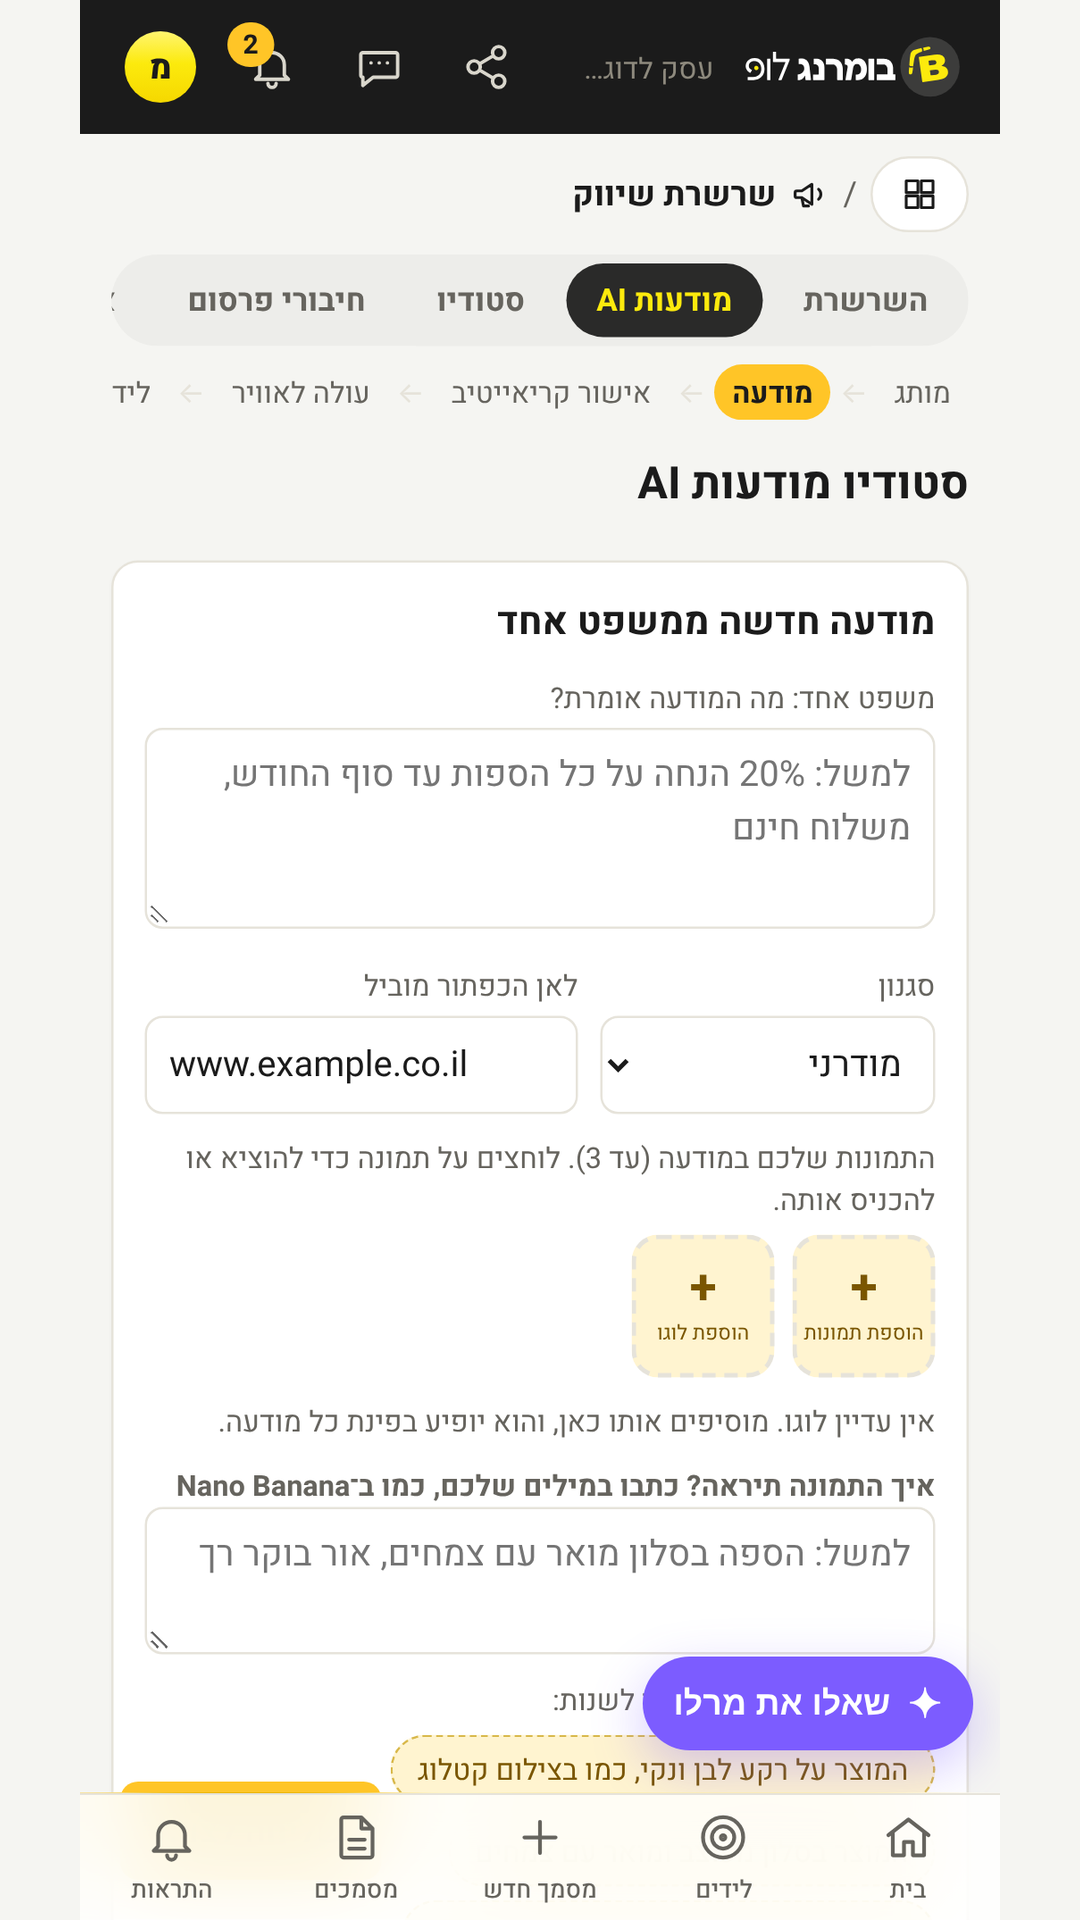 בומרנג לופ
עסק לדוג...
2
מ
/ שרשרת שיווק
השרשרת מודעות AI סטודיו חיבורי פרסום
מותג ← מודעה ← אישור קריאייטיב ← עולה לאוויר ← ליד
סטודיו מודעות AI
מודעה חדשה ממשפט אחד
משפט אחד: מה המודעה אומרת?
למשל: 20% הנחה על כל הספות עד סוף החודש,
משלוח חינם
סגנון
לאן הכפתור מוביל
מודרני
www.example.co.il
התמונות שלכם במודעה (עד 3). לוחצים על תמונה כדי להוציא או
להכניס אותה.
+ הוספת תמונות
+ הוספת לוגו
אין עדיין לוגו. מוסיפים אותו כאן, והוא יופיע בפינת כל מודעה.
איך התמונה תיראה? כתבו במילים שלכם, כמו ב־Nano Banana
למשל: הספה בסלון מואר עם צמחים, אור בוקר רך
לשנות:
שאלו את מרלו
המוצר על רקע לבן ונקי, כמו בצילום קטלוג
בית
לידים
מסמך חדש
מסמכים
התראות